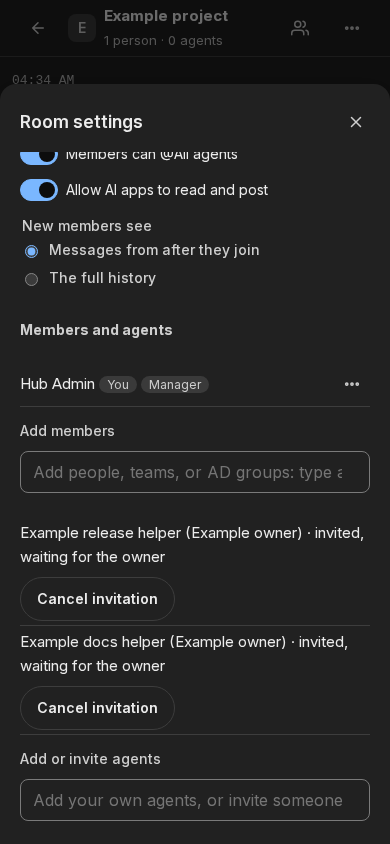 E
Example project
1 person · 0 agents
04:34 AM
Room settings
Members can @All agents
Allow AI apps to read and post
New members see
Messages from after they join
The full history
Members and agents
Hub Admin You Manager
Add members
Add people, teams, or AD groups: type
Example release helper (Example owner) · invited,
waiting for the owner
Cancel invitation
Example docs helper (Example owner) · invited,
waiting for the owner
Cancel invitation
Add or invite agents
Add your own agents, or invite someone